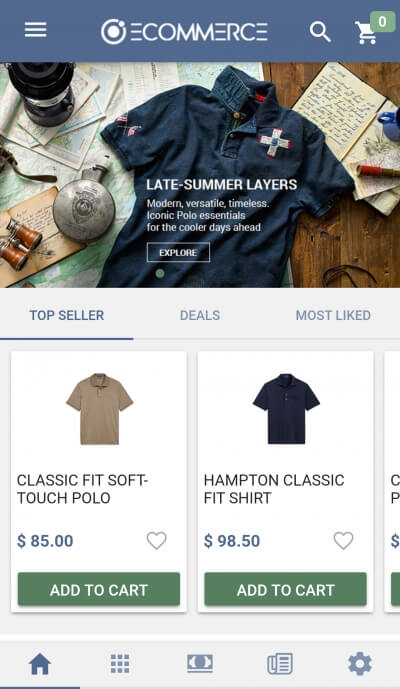 ECOMMERCE
0
LATE-SUMMER LAYERS
Modern, versatile, timeless.
Iconic Polo essentials
for the cooler days ahead
EXPLORE
TOP SELLER DEALS MOST LIKED
CLASSIC FIT SOFT-
TOUCH POLO
$ 85.00
ADD TO CART
HAMPTON CLASSIC
FIT SHIRT
$ 98.50
ADD TO CART
C
P
$